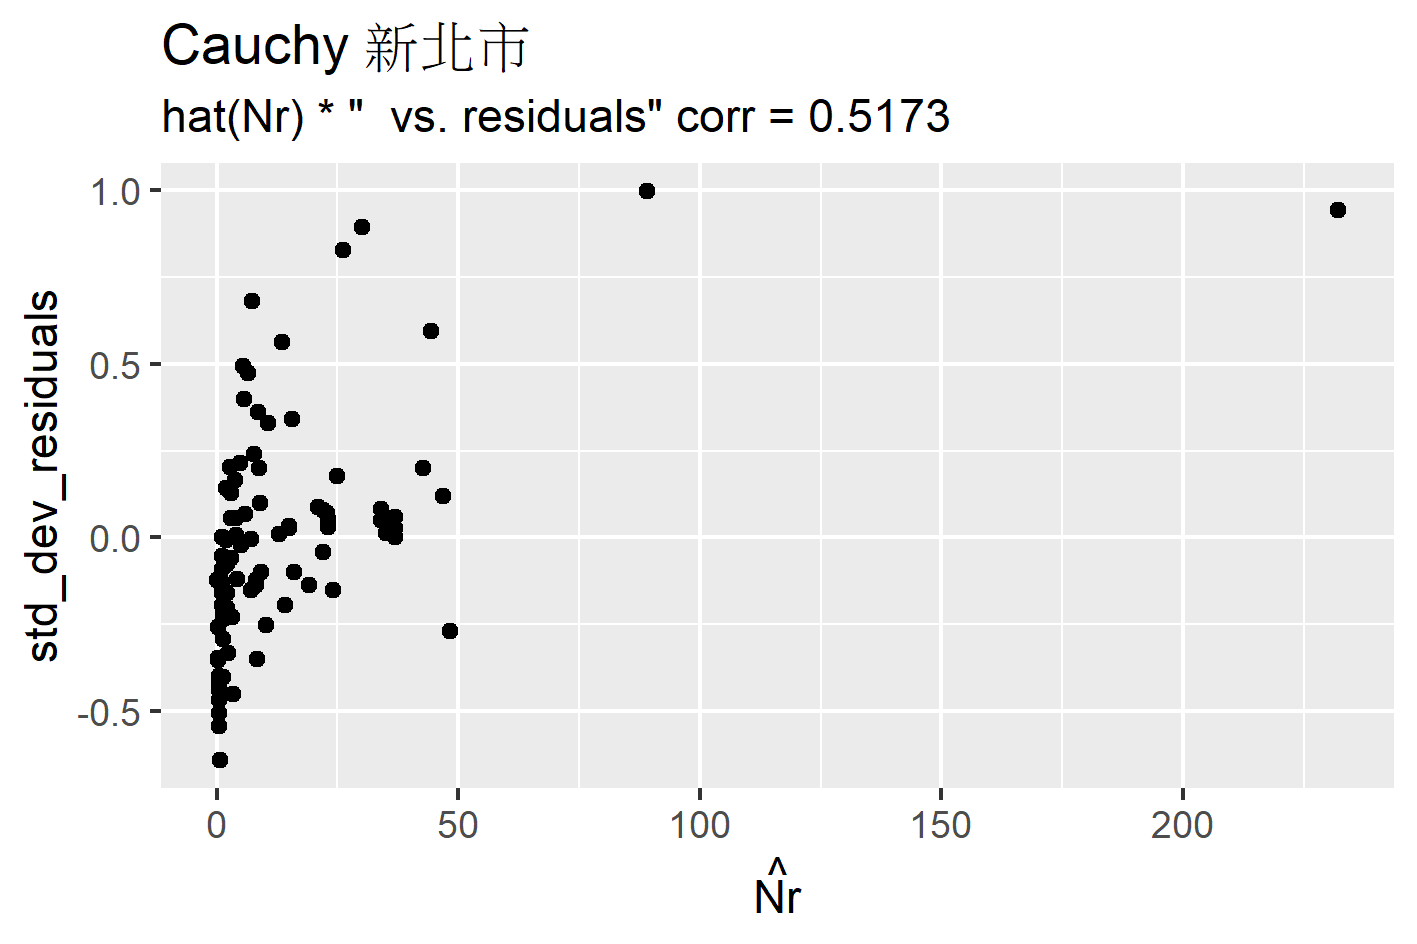 Cauchy 新北市
hat(Nr) * "  vs. residuals" corr = 0.5173
std_dev_residuals
1.0
0.5
0.0
-0.5
0 50 100 150 200
N̂r